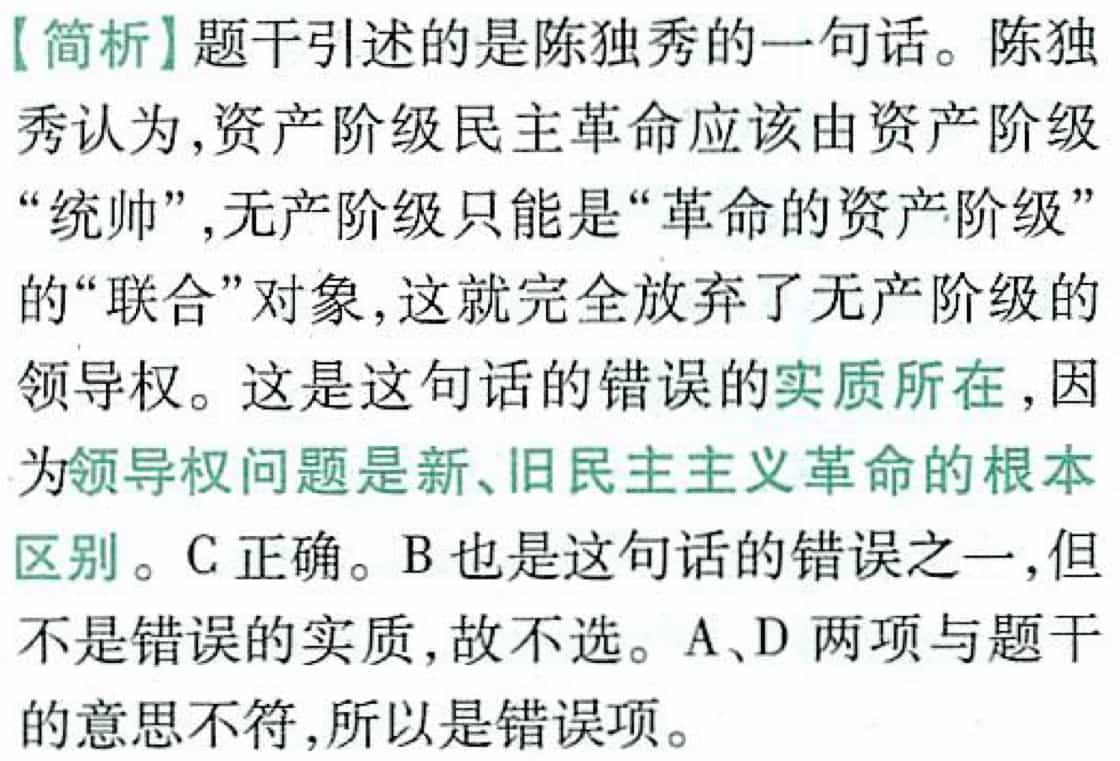 【简析】题干引述的是陈独秀的一句话。陈独
秀认为,资产阶级民主革命应该由资产阶级
“统帅”,无产阶级只能是“革命的资产阶级”
的“联合”对象,这就完全放弃了无产阶级的
领导权。这是这句话的错误的实质所在,因
为领导权问题是新、旧民主主义革命的根本
区别。C 正确。B 也是这句话的错误之一,但
不是错误的实质,故不选。A、D 两项与题干
的意思不符,所以是错误项。